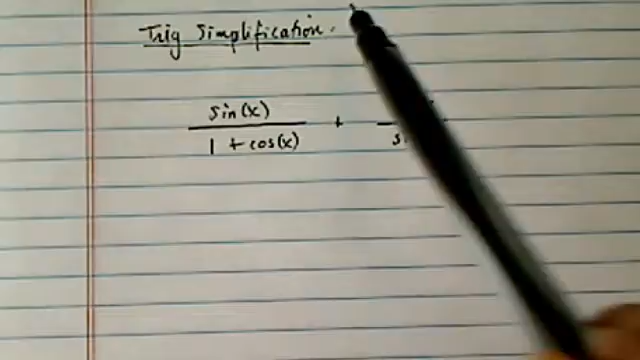 Trig Simplification.
sin(x) / 1 + cos(x) +